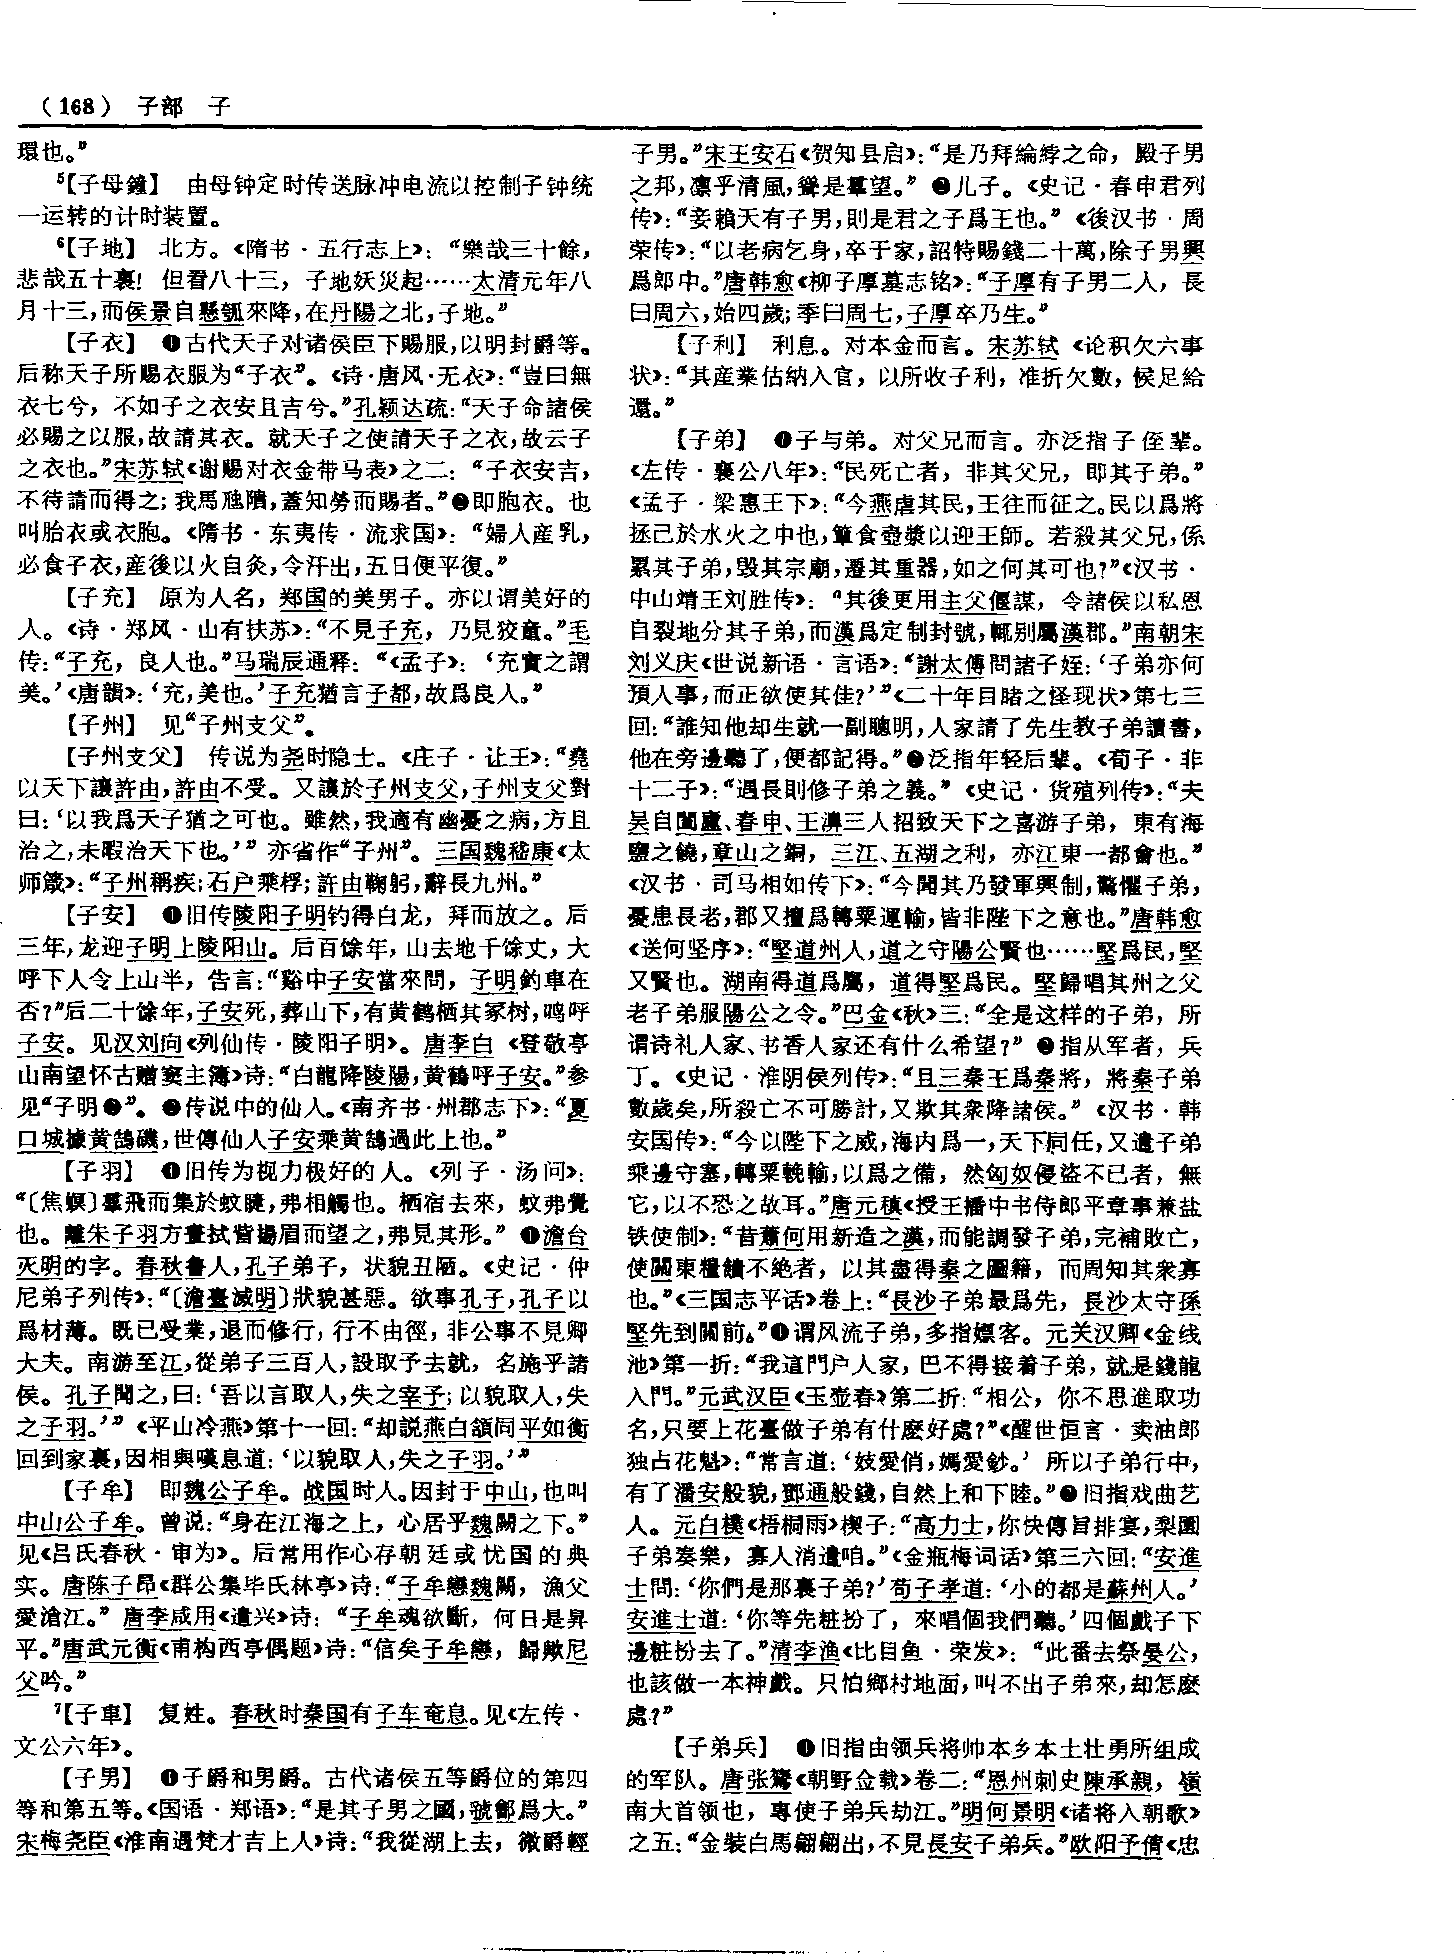 （168） 子部 子
環也。”
⁵【子母鐘】 由母钟定时传送脉冲电流以控制子钟统
一运转的计时装置。
⁶【子地】 北方。《隋书·五行志上》：“樂哉三十餘，
悲哉五十裏！但看八十三，子地妖災起……太清元年八
月十三，而侯景自懸瓠來降，在丹陽之北，子地。”
【子衣】 ❶古代天子对诸侯臣下赐服，以明封爵等。
后称天子所赐衣服为“子衣”。《诗·唐风·无衣》：“豈曰無
衣七兮，不如子之衣安且吉兮。”孔颖达疏：“天子命諸侯
必賜之以服，故請其衣。就天子之使請天子之衣，故云子
之衣也。”宋苏轼《谢赐对衣金带马表》之二：“子衣安吉，
不待請而得之；我馬虺隤，蓋知勞而賜者。”❷即胞衣。也
叫胎衣或衣胞。《隋书·东夷传·流求国》：“婦人産乳，
必食子衣，産後以火自灸，令汗出，五日便平復。”
【子充】 原为人名，郑国的美男子。亦以谓美好的
人。《诗·郑风·山有扶苏》：“不見子充，乃見狡童。”毛
传：“子充，良人也。”马瑞辰通释：“《孟子》：‘充實之謂
美。’《唐韻》：‘充，美也。’子充猶言子都，故爲良人。”
【子州】 见“子州支父”。
【子州支父】 传说为尧时隐士。《庄子·让王》：“堯
以天下讓許由，許由不受。又讓於子州支父，子州支父對
曰：‘以我爲天子猶之可也。雖然，我適有幽憂之病，方且
治之，未暇治天下也。’” 亦省作“子州”。三国魏嵇康《太
师箴》：“子州稱疾；石户乘桴；許由鞠躬，辭長九州。”
【子安】 ❶旧传陵阳子明钓得白龙，拜而放之。后
三年，龙迎子明上陵阳山。后百馀年，山去地千馀丈，大
呼下人令上山半，告言：“谿中子安當來問，子明釣車在
否？”后二十馀年，子安死，葬山下，有黄鹤栖其冢树，鸣呼
子安。见汉刘向《列仙传·陵阳子明》。唐李白《登敬亭
山南望怀古赠窦主簿》诗：“白龍降陵陽，黄鶴呼子安。”参
见“子明❷”。❷传说中的仙人。《南齐书·州郡志下》：“夏
口城據黄鵠磯，世傳仙人子安乘黄鵠過此上也。”
【子羽】 ❶旧传为视力极好的人。《列子·汤问》：
“〔焦螟〕羣飛而集於蚊睫，弗相觸也。栖宿去來，蚊弗覺
也。離朱子羽方晝拭眥揚眉而望之，弗見其形。” ❶澹台
灭明的字。春秋鲁人，孔子弟子，状貌丑陋。《史记·仲
尼弟子列传》：“〔澹臺滅明〕狀貌甚惡。欲事孔子，孔子以
爲材薄。既已受業，退而修行，行不由徑，非公事不見卿
大夫。南游至江，從弟子三百人，設取予去就，名施乎諸
侯。孔子聞之，曰：‘吾以言取人，失之宰予；以貌取人，失
之子羽。’” 《平山冷燕》第十一回：“却説燕白頷同平如衡
回到家裏，因相與嘆息道：‘以貌取人，失之子羽。’”
【子牟】 即魏公子牟。战国时人。因封于中山，也叫
中山公子牟。曾说：“身在江海之上，心居乎魏闕之下。”
见《吕氏春秋·审为》。后常用作心存朝廷或忧国的典
实。唐陈子昂《群公集毕氏林亭》诗：“子牟戀魏闕，漁父
愛滄江。” 唐李咸用《遣兴》诗：“子牟魂欲斷，何日是昇
平。”唐武元衡《甫构西亭偶题》诗：“信矣子牟戀，歸歟尼
父吟。”
⁷【子車】 复姓。春秋时秦国有子车奄息。见《左传·
文公六年》。
【子男】 ❶子爵和男爵。古代诸侯五等爵位的第四
等和第五等。《国语·郑语》：“是其子男之國，虢鄶爲大。”
宋梅尧臣《淮南遇梵才吉上人》诗：“我從湖上去，微爵輕
子男。”宋王安石《贺知县启》：“是乃拜綸綍之命，殿子男
之邦，凛乎清風，聳是羣望。” ❷儿子。《史记·春申君列
传》：“妾賴天有子男，則是君之子爲王也。” 《後汉书·周
荣传》：“以老病乞身，卒于家，詔特賜錢二十萬，除子男興
爲郎中。”唐韩愈《柳子厚墓志铭》：“子厚有子男二人，長
曰周六，始四歲；季曰周七，子厚卒乃生。”
【子利】 利息。对本金而言。宋苏轼《论积欠六事
状》：“其産業估納入官，以所收子利，准折欠數，候足給
還。”
【子弟】 ❶子与弟。对父兄而言。亦泛指子侄辈。
《左传·襄公八年》：“民死亡者，非其父兄，即其子弟。”
《孟子·梁惠王下》：“今燕虐其民，王往而征之。民以爲將
拯己於水火之中也，簞食壺漿以迎王師。若殺其父兄，係
累其子弟，毁其宗廟，遷其重器，如之何其可也？”《汉书·
中山靖王刘胜传》：“其後更用主父偃謀，令諸侯以私恩
自裂地分其子弟，而漢爲定制封號，輒别屬漢郡。”南朝宋
刘义庆《世说新语·言语》：“謝太傅問諸子姪：‘子弟亦何
預人事，而正欲使其佳？’”《二十年目睹之怪现状》第七三
回：“誰知他却生就一副聰明，人家請了先生教子弟讀書，
他在旁邊聽了，便都記得。”❷泛指年轻后辈。《荀子·非
十二子》：“遇長則修子弟之義。” 《史记·货殖列传》：“夫
吴自闔廬、春申、王濞三人招致天下之喜游子弟，東有海
鹽之饒，章山之銅，三江、五湖之利，亦江東一都會也。”
《汉书·司马相如传下》：“今聞其乃發軍興制，驚懼子弟，
憂患長老，郡又擅爲轉粟運輸，皆非陛下之意也。”唐韩愈
《送何坚序》：“堅道州人，道之守陽公賢也……堅爲民，堅
又賢也。湖南得道爲屬，道得堅爲民。堅歸唱其州之父
老子弟服陽公之令。”巴金《秋》三：“全是这样的子弟，所
谓诗礼人家、书香人家还有什么希望？” ❸指从军者，兵
丁。《史记·淮阴侯列传》：“且三秦王爲秦將，將秦子弟
數歲矣，所殺亡不可勝計，又欺其衆降諸侯。” 《汉书·韩
安国传》：“今以陛下之威，海内爲一，天下同任，又遣子弟
乘邊守塞，轉粟輓輸，以爲之備，然匈奴侵盗不已者，無
它，以不恐之故耳。”唐元稹《授王播中书侍郎平章事兼盐
铁使制》：“昔蕭何用新造之漢，而能調發子弟，完補敗亡，
使關東糧饋不絶者，以其盡得秦之圖籍，而周知其衆寡
也。”《三国志平话》卷上：“長沙子弟最爲先，長沙太守孫
堅先到關前。”❹谓风流子弟，多指嫖客。元关汉卿《金线
池》第一折：“我這門户人家，巴不得接着子弟，就是錢龍
入門。”元武汉臣《玉壶春》第二折：“相公，你不思進取功
名，只要上花臺做子弟有什麽好處？”《醒世恒言·卖油郎
独占花魁》：“常言道：‘妓愛俏，媽愛鈔。’ 所以子弟行中，
有了潘安般貌，鄧通般錢，自然上和下睦。”❺旧指戏曲艺
人。元白樸《梧桐雨》楔子：“高力士，你快傳旨排宴，梨園
子弟奏樂，寡人消遣咱。”《金瓶梅词话》第三六回：“安進
士問：‘你們是那裏子弟？’荀子孝道：‘小的都是蘇州人。’
安進士道：‘你等先粧扮了，來唱個我們聽。’四個戲子下
邊粧扮去了。”清李渔《比目鱼·荣发》：“此番去祭晏公，
也該做一本神戲。只怕鄉村地面，叫不出子弟來，却怎麽
處？”
【子弟兵】 ❶旧指由领兵将帅本乡本土壮勇所组成
的军队。唐张鷟《朝野佥载》卷二：“恩州刺史陳承親，嶺
南大首领也，專使子弟兵劫江。”明何景明《诸将入朝歌》
之五：“金裝白馬翩翩出，不見長安子弟兵。”欧阳予倩《忠